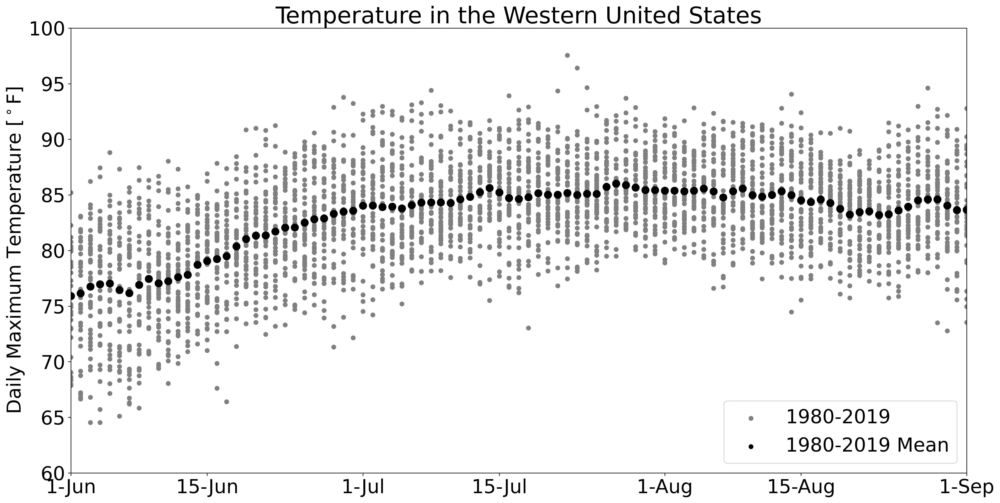 Temperature in the Western United States
Daily Maximum Temperature [°F]
100
95
90
85
80
75
70
65
60
1-Jun
15-Jun
1-Jul
15-Jul
1-Aug
15-Aug
1-Sep
1980-2019
1980-2019 Mean